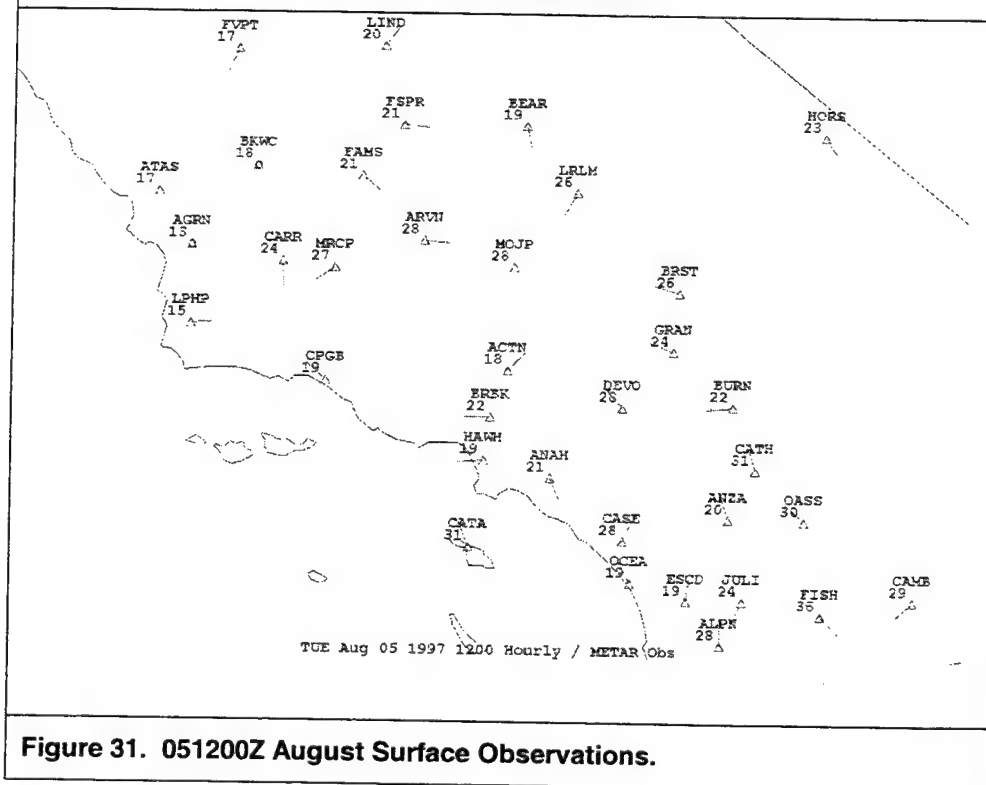 FVPT
17
LIND
20
FSPR
21
BEAR
19
HORS
23
BKWC
18
FAMS
21
ATAS
17
LRLM
26
AGRN
13
CARR
24
MRCP
27
ARVN
28
MOJP
28
BRST
26
LPHP
15
GRAN
24
CPGB
19
ACTN
18
DEVO
26
BURN
22
BRBK
22
HAWH
19
ANAH
21
CATH
31
ANZA
20
OASS
30
CATA
31
CASE
28
OCEA
19
ESCD
19
JULI
24
FISH
36
CAMB
29
ALPN
28
TUE Aug 05 1997 1200 Hourly / METAR Obs
Figure 31. 051200Z August Surface Observations.